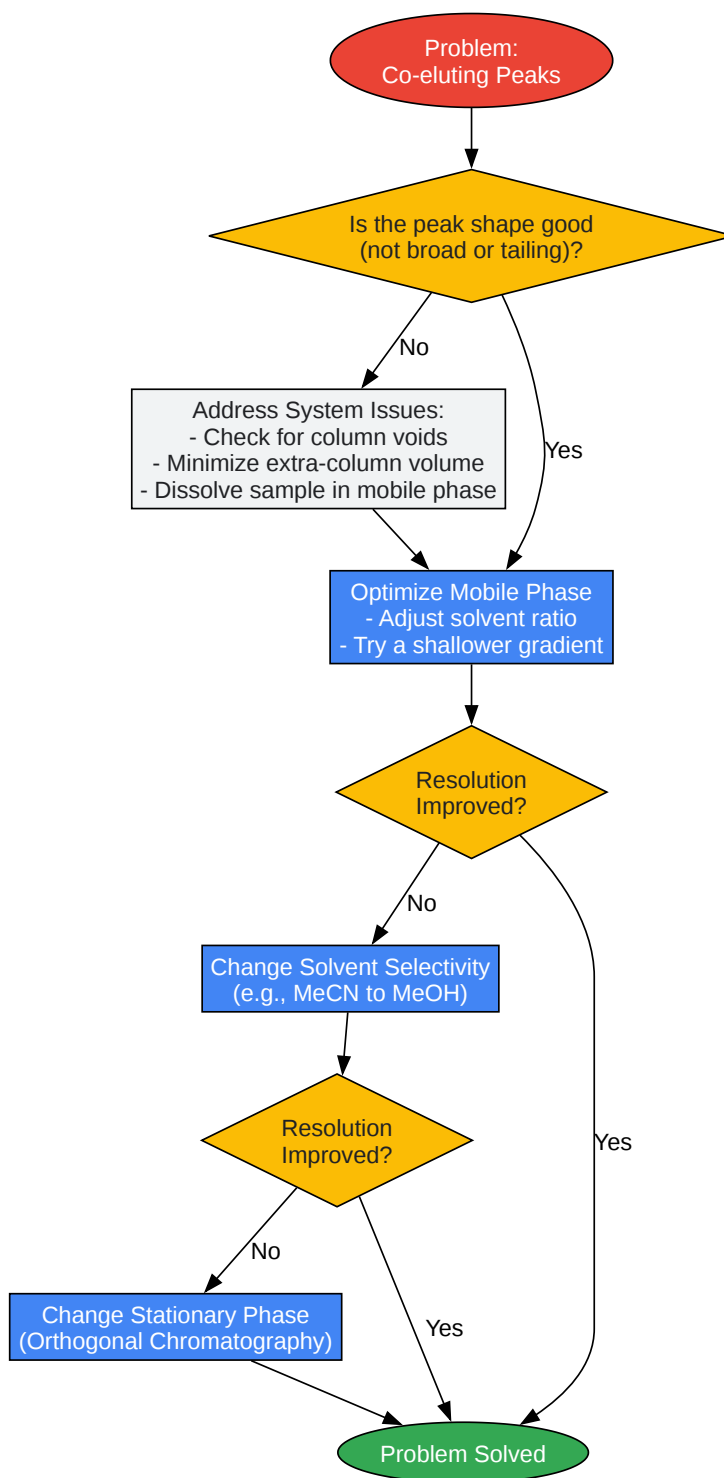 Problem:
Co-eluting Peaks
Is the peak shape good
(not broad or tailing)?
No
Yes
Address System Issues:
- Check for column voids
- Minimize extra-column volume
- Dissolve sample in mobile phase
Optimize Mobile Phase
- Adjust solvent ratio
- Try a shallower gradient
Resolution
Improved?
No
Change Solvent Selectivity
(e.g., MeCN to MeOH)
Resolution
Improved?
Yes
No
Change Stationary Phase
(Orthogonal Chromatography)
Yes
Problem Solved